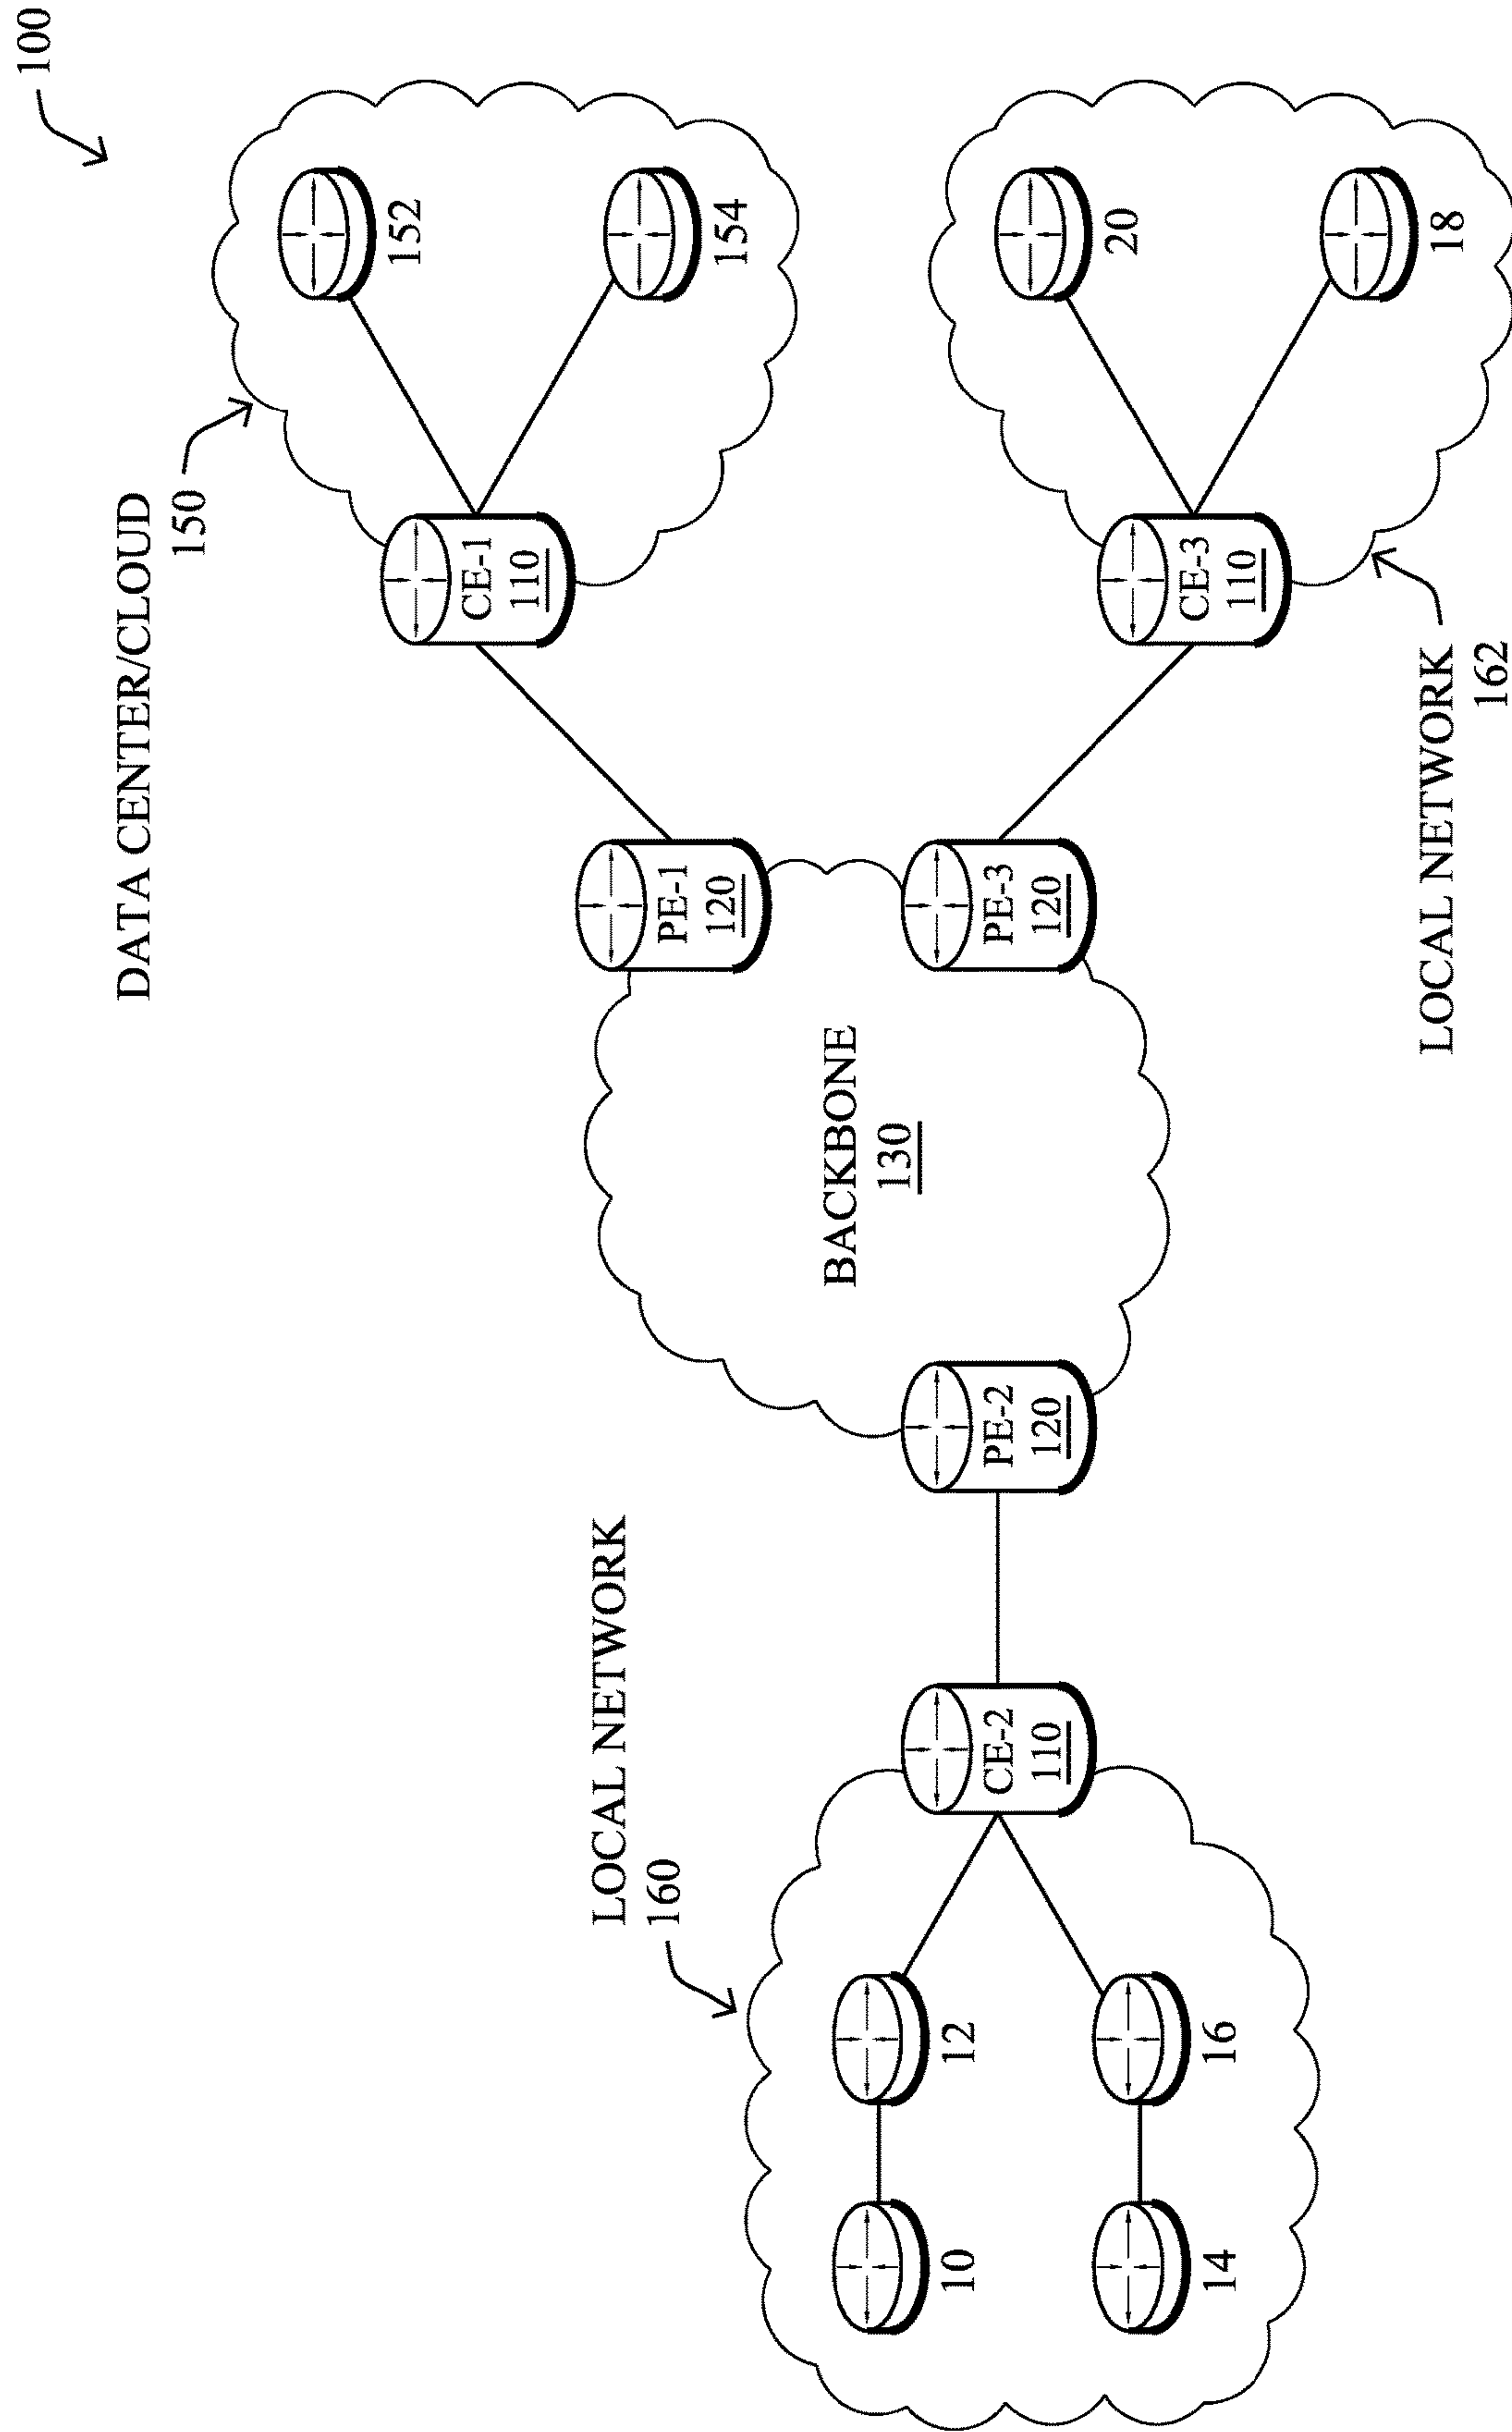 100
DATA CENTER/CLOUD
150
152
154
CE-1
110
PE-1
120
LOCAL NETWORK
160
BACKBONE
130
10
12
14
16
CE-2
110
PE-2
120
PE-3
120
CE-3
110
20
18
LOCAL NETWORK
162